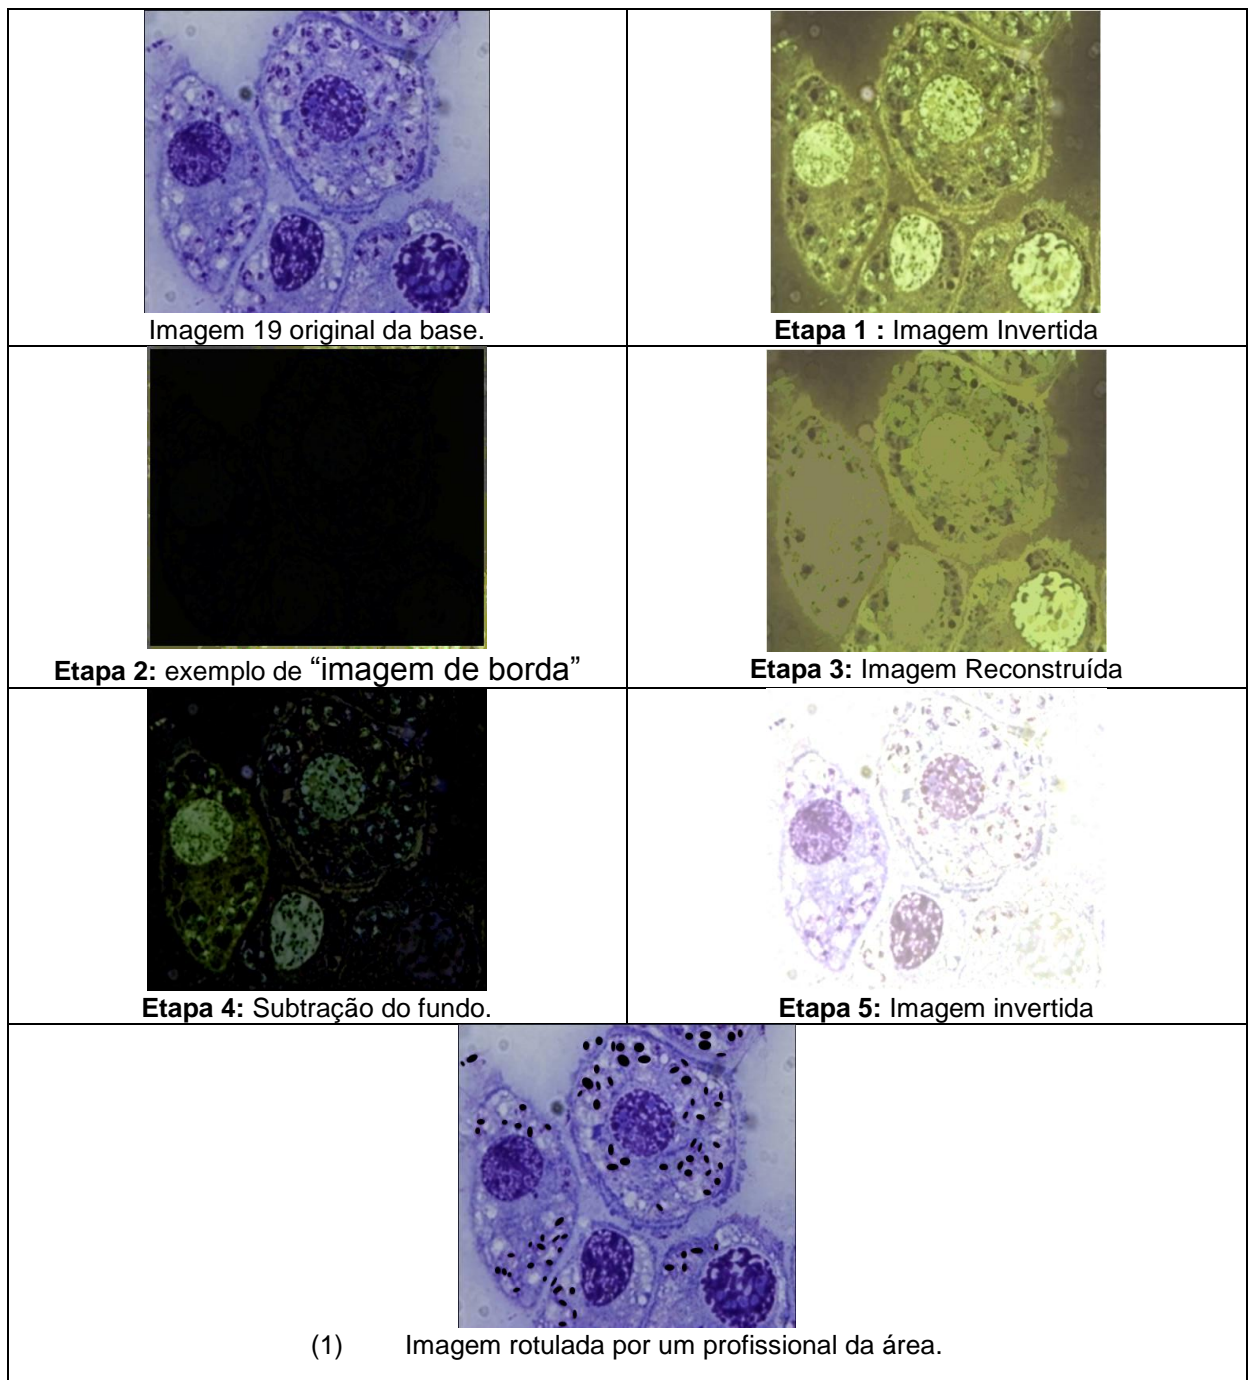 Imagem 19 original da base.
Etapa 1 : Imagem Invertida
Etapa 2: exemplo de “imagem de borda”
Etapa 3: Imagem Reconstruída
Etapa 4: Subtração do fundo.
Etapa 5: Imagem invertida
(1) Imagem rotulada por um profissional da área.